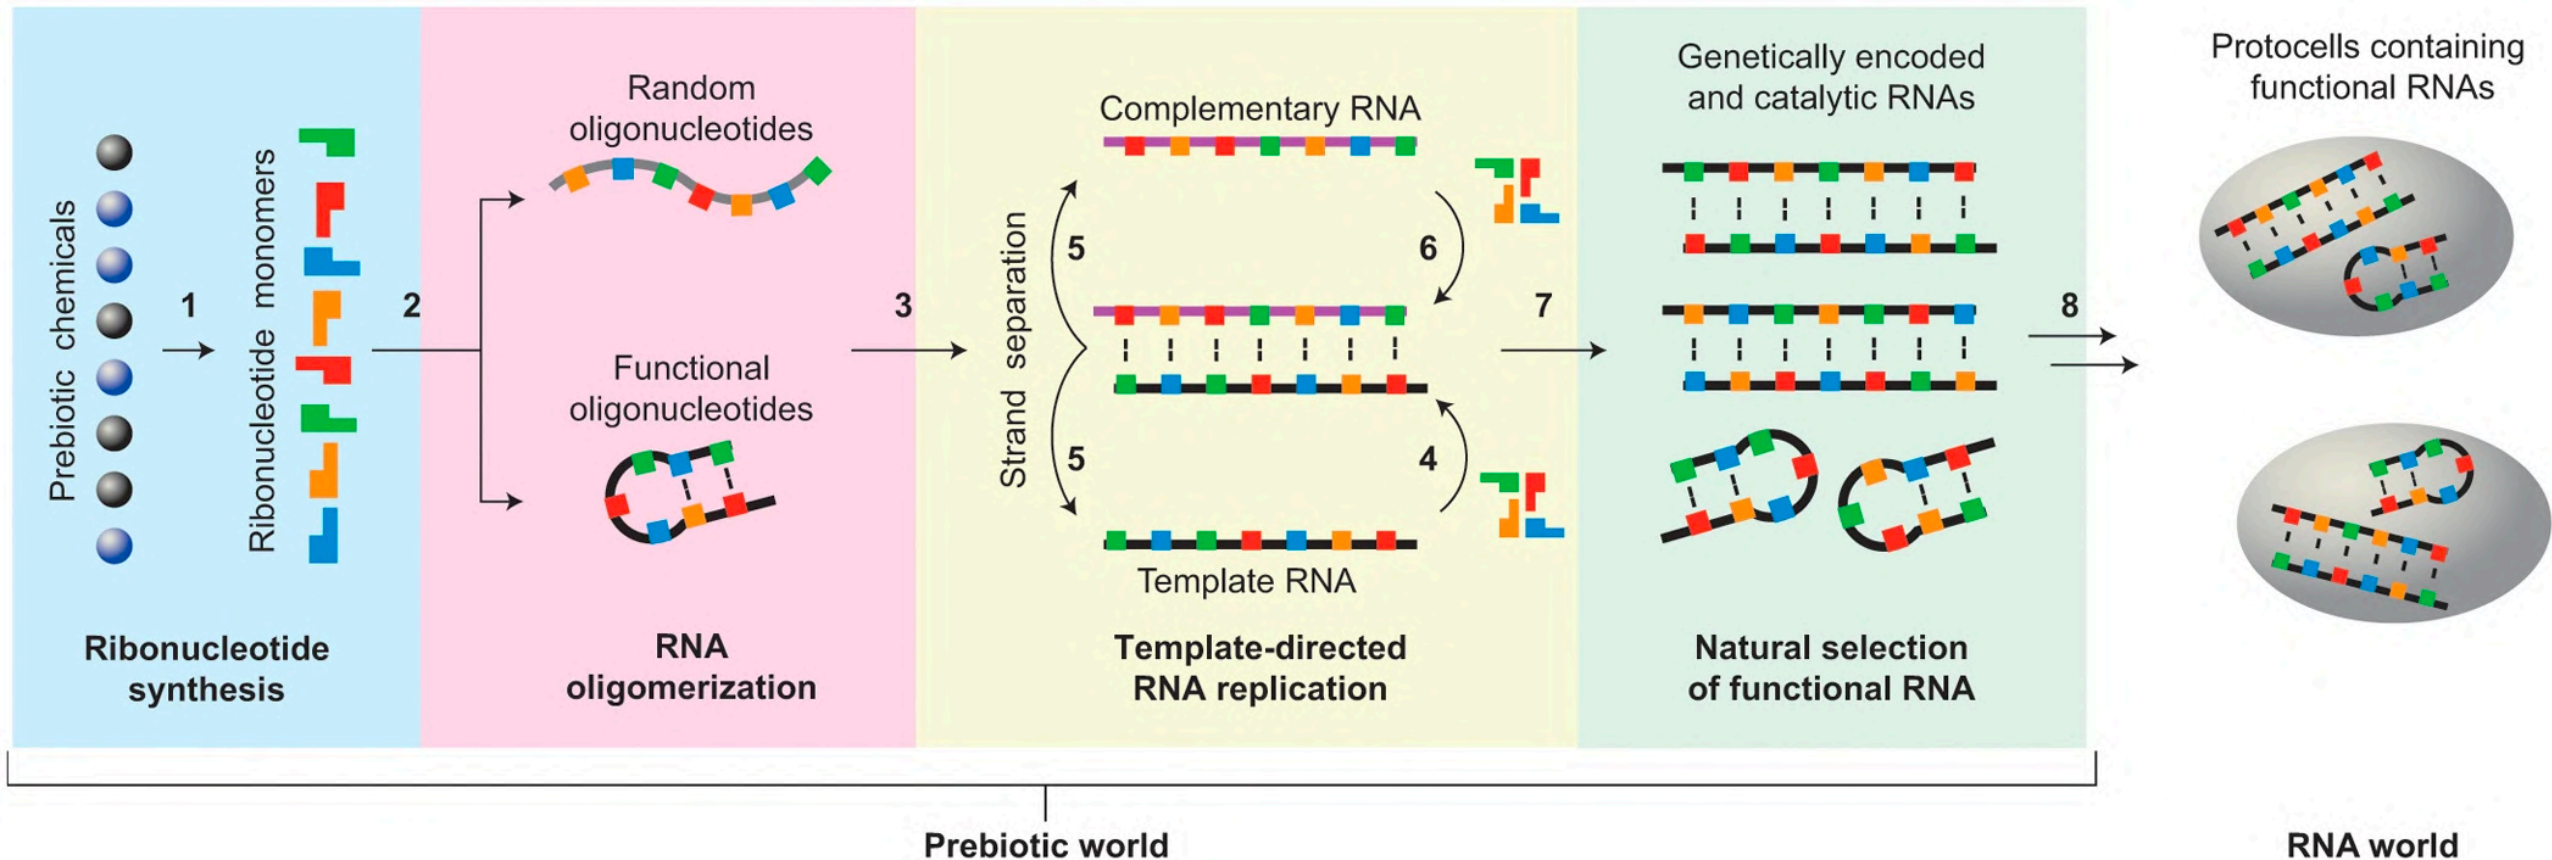 Prebiotic chemicals
1
Ribonucleotide monomers
Ribonucleotide
synthesis
2
Random
oligonucleotides
Functional
oligonucleotides
RNA
oligomerization
3
Complementary RNA
Strand separation
5
6
5
4
Template RNA
Template-directed
RNA replication
7
Genetically encoded
and catalytic RNAs
Natural selection
of functional RNA
8
Protocells containing
functional RNAs
Prebiotic world
RNA world